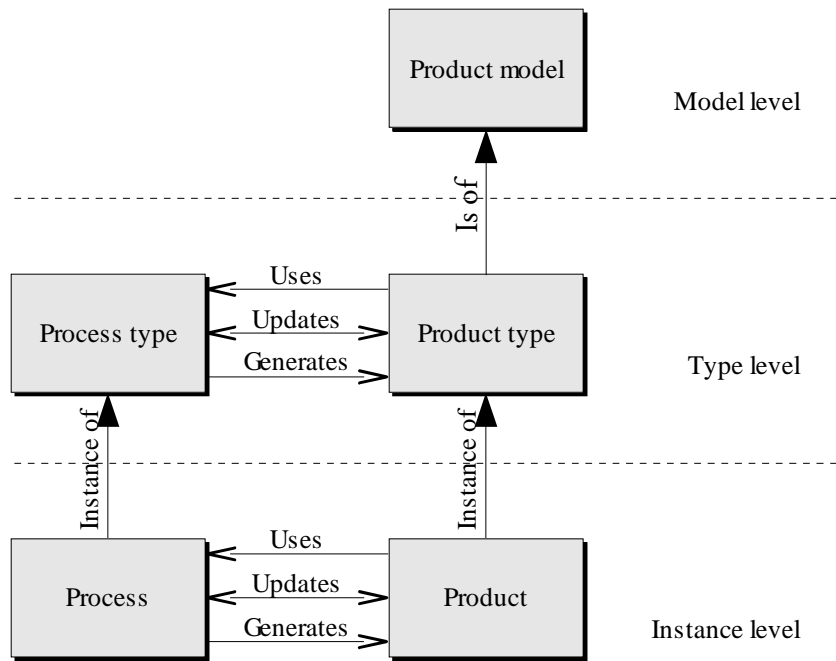 Product model
Model level
Is of
Uses
Process type
Updates
Product type
Generates
Type level
Instance of
Instance of
Uses
Process
Updates
Product
Generates
Instance level